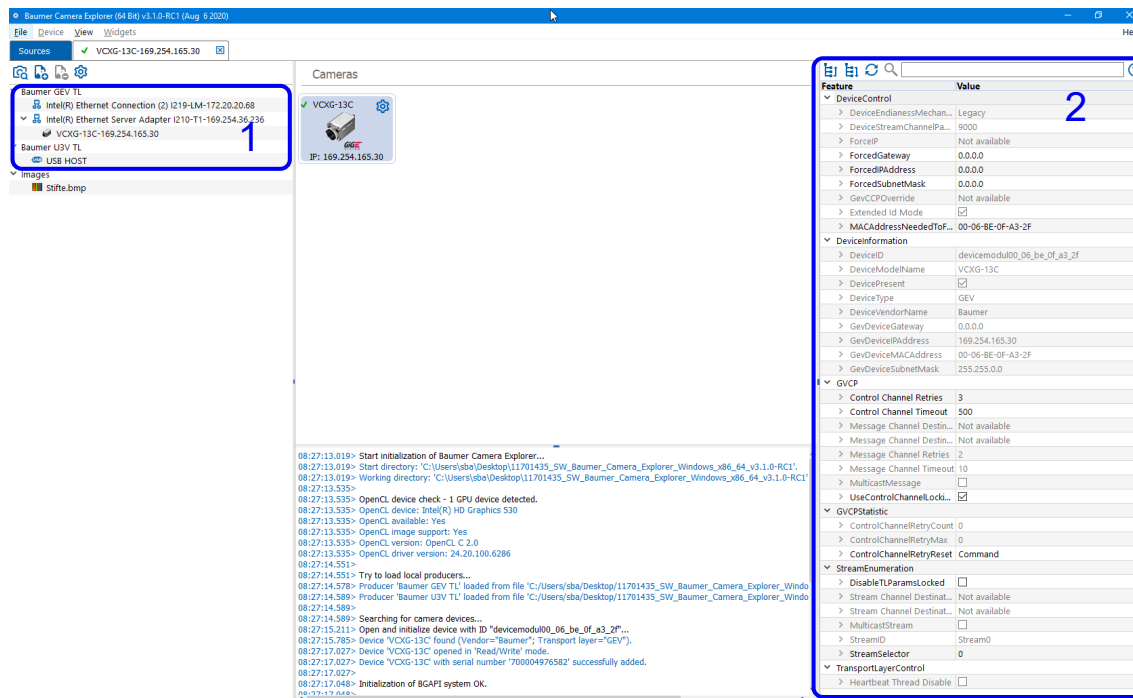 Baumer Camera Explorer (64 Bit) v3.1.0-RC1 (Aug 6 2020)
File Device View Widgets He
Sources VCXG-13C-169.254.165.30
Baumer GEV TL
Intel(R) Ethernet Connection (2) I219-LM-172.20.20.68
Intel(R) Ethernet Server Adapter I210-T1-169.254.36.236
VCXG-13C-169.254.165.30
Baumer U3V TL
USB HOST
1
Images
Stifte.bmp
Cameras
VCXG-13C
GIGE
IP: 169.254.165.30
08:27:13.019> Start initialization of Baumer Camera Explorer...
08:27:13.019> Start directory: 'C:\Users\sba\Desktop\11701435_SW_Baumer_Camera_Explorer_Windows_x86_64_v3.1.0-RC1'.
08:27:13.019> Working directory: 'C:\Users\sba\Desktop\11701435_SW_Baumer_Camera_Explorer_Windows_x86_64_v3.1.0-RC1'
08:27:13.535>
08:27:13.535> OpenCL device check - 1 GPU device detected.
08:27:13.535> OpenCL device: Intel(R) HD Graphics 530
08:27:13.535> OpenCL available: Yes
08:27:13.535> OpenCL image support: Yes
08:27:13.535> OpenCL version: OpenCL C 2.0
08:27:13.535> OpenCL driver version: 24.20.100.6286
08:27:14.551>
08:27:14.551> Try to load local producers...
08:27:14.578> Producer 'Baumer GEV TL' loaded from file 'C:/Users/sba/Desktop/11701435_SW_Baumer_Camera_Explorer_Windo
08:27:14.589> Producer 'Baumer U3V TL' loaded from file 'C:/Users/sba/Desktop/11701435_SW_Baumer_Camera_Explorer_Windo
08:27:14.589>
08:27:14.589> Searching for camera devices...
08:27:15.211> Open and initialize device with ID "devicemodul00_06_be_0f_a3_2f"...
08:27:15.785> Device 'VCXG-13C' found (Vendor="Baumer"; Transport layer="GEV").
08:27:17.027> Device 'VCXG-13C' opened in 'Read/Write' mode.
08:27:17.027> Device 'VCXG-13C' with serial number '700004976582' successfully added.
08:27:17.027>
08:27:17.048> Initialization of BGAPI system OK.
08:27:17.048>
Feature Value
2
DeviceControl
DeviceEndianessMechan... Legacy
DeviceStreamChannelPa... 9000
ForceIP Not available
ForcedGateway 0.0.0.0
ForcedIPAddress 0.0.0.0
ForcedSubnetMask 0.0.0.0
GevCCPOverride Not available
Extended Id Mode
MACAddressNeededToF... 00-06-BE-0F-A3-2F
DeviceInformation
DeviceID devicemodul00_06_be_0f_a3_2f
DeviceModelName VCXG-13C
DevicePresent
DeviceType GEV
DeviceVendorName Baumer
GevDeviceGateway 0.0.0.0
GevDeviceIPAddress 169.254.165.30
GevDeviceMACAddress 00-06-BE-0F-A3-2F
GevDeviceSubnetMask 255.255.0.0
GVCP
Control Channel Retries 3
Control Channel Timeout 500
Message Channel Destin... Not available
Message Channel Destin... Not available
Message Channel Retries 2
Message Channel Timeout 10
MulticastMessage
UseControlChannelLocki...
GVCPStatistic
ControlChannelRetryCount 0
ControlChannelRetryMax 0
ControlChannelRetryReset Command
StreamEnumeration
DisableTLParamsLocked
Stream Channel Destinat... Not available
Stream Channel Destinat... Not available
MulticastStream
StreamID Stream0
StreamSelector 0
TransportLayerControl
Heartbeat Thread Disable